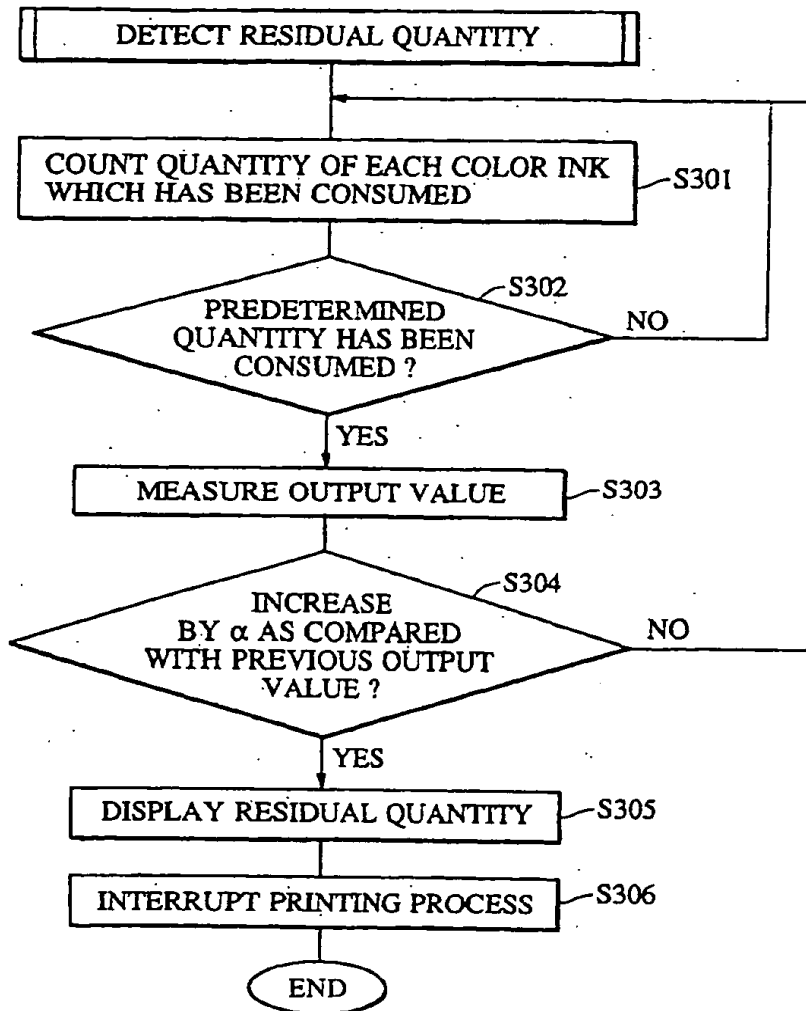 DETECT RESIDUAL QUANTITY
COUNT QUANTITY OF EACH COLOR INK
WHICH HAS BEEN CONSUMED
S301
S302
PREDETERMINED
QUANTITY HAS BEEN
CONSUMED ?
NO
YES
MEASURE OUTPUT VALUE
S303
S304
INCREASE
BY α AS COMPARED
WITH PREVIOUS OUTPUT
VALUE ?
NO
YES
DISPLAY RESIDUAL QUANTITY
S305
INTERRUPT PRINTING PROCESS
S306
END